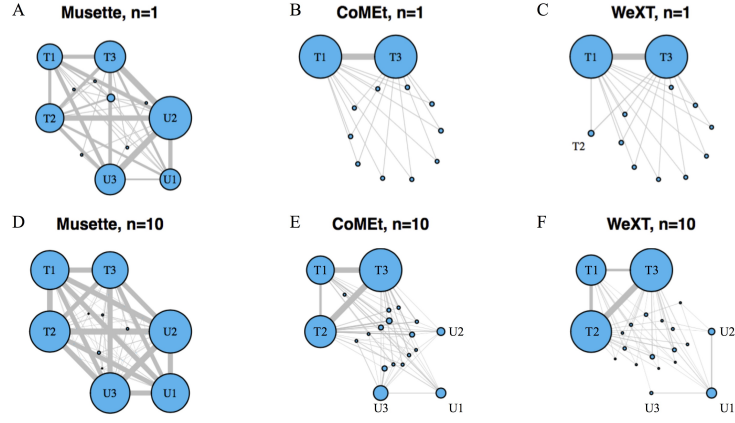 A Musette, n=1 B CoMEt, n=1 C WeXT, n=1
T1 T3 T1 T3 T1 T3
T2 U2
T2
U3 U1
D Musette, n=10 E CoMEt, n=10 F WeXT, n=10
T1 T3 T1 T3 T1 T3
T2 U2 T2 U2 T2 U2
U3 U1 U3 U1 U3 U1